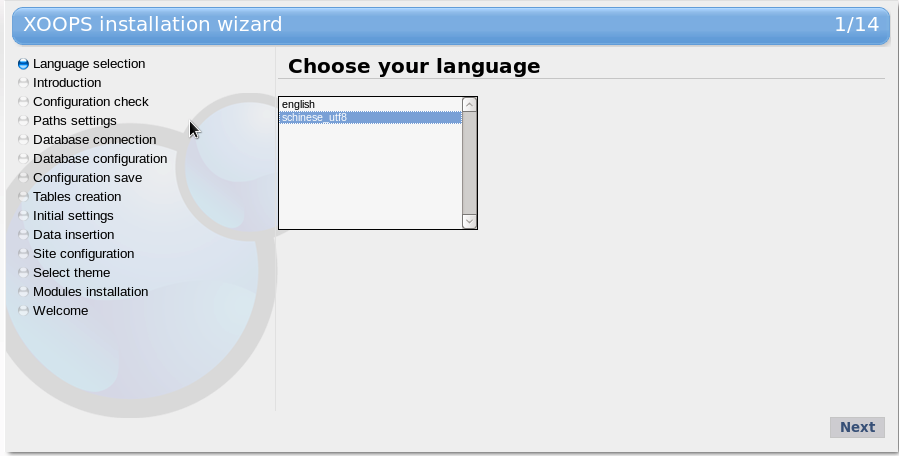 XOOPS installation wizard
1/14
Language selection
Introduction
Configuration check
Paths settings
Database connection
Database configuration
Configuration save
Tables creation
Initial settings
Data insertion
Site configuration
Select theme
Modules installation
Welcome
Choose your language
english
schinese_utf8
Next